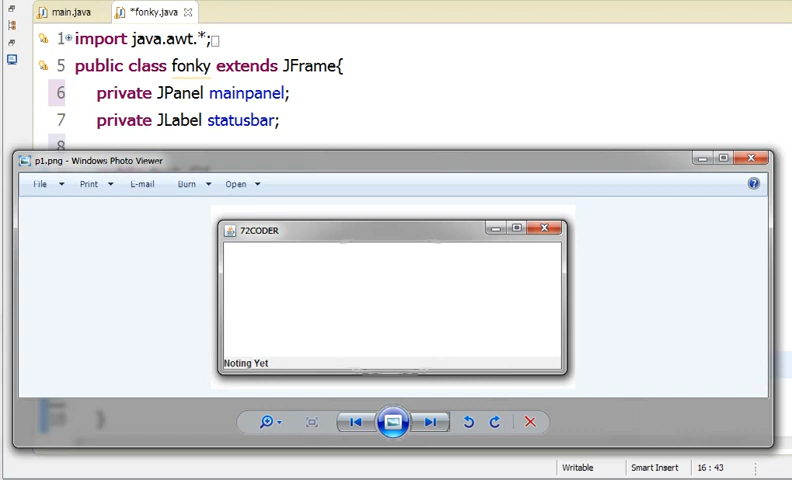 main.java *fonky.java
1 import java.awt.*;
5 public class fonky extends JFrame{
6 private JPanel mainpanel;
7 private JLabel statusbar;
8
p1.png - Windows Photo Viewer
File Print E-mail Burn Open
72CODER
Noting Yet
}
Writable Smart Insert 16 : 43